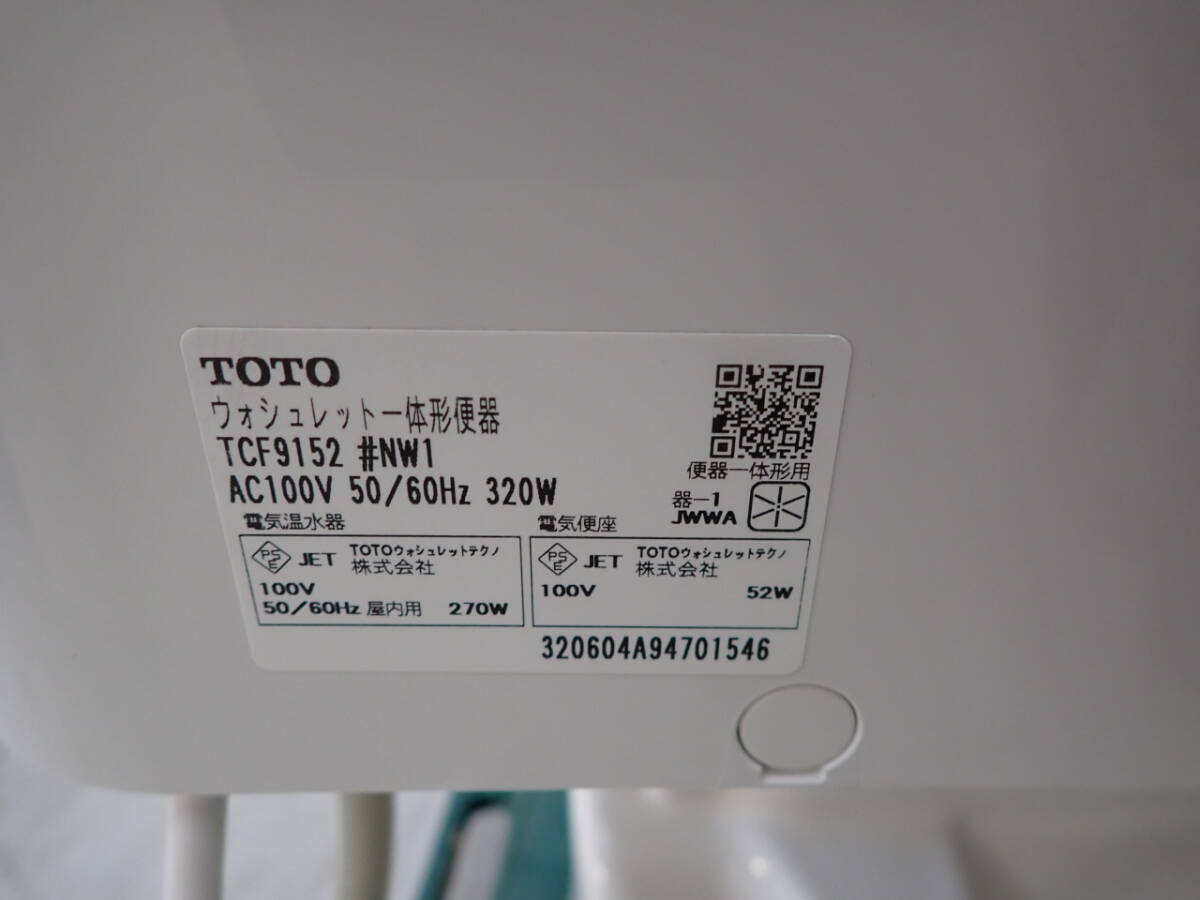 TOTO
ウォシュレット一体形便器
TCF9152 #NW1
AC100V 50/60Hz 320W
便器一体形用
器-1
JWWA
電気温水器
PSE JET TOTOウォシュレットテクノ
株式会社
100V
50/60Hz 屋内用 270W
電気便座
PSE JET TOTOウォシュレットテクノ
株式会社
100V 52W
320604A94701546